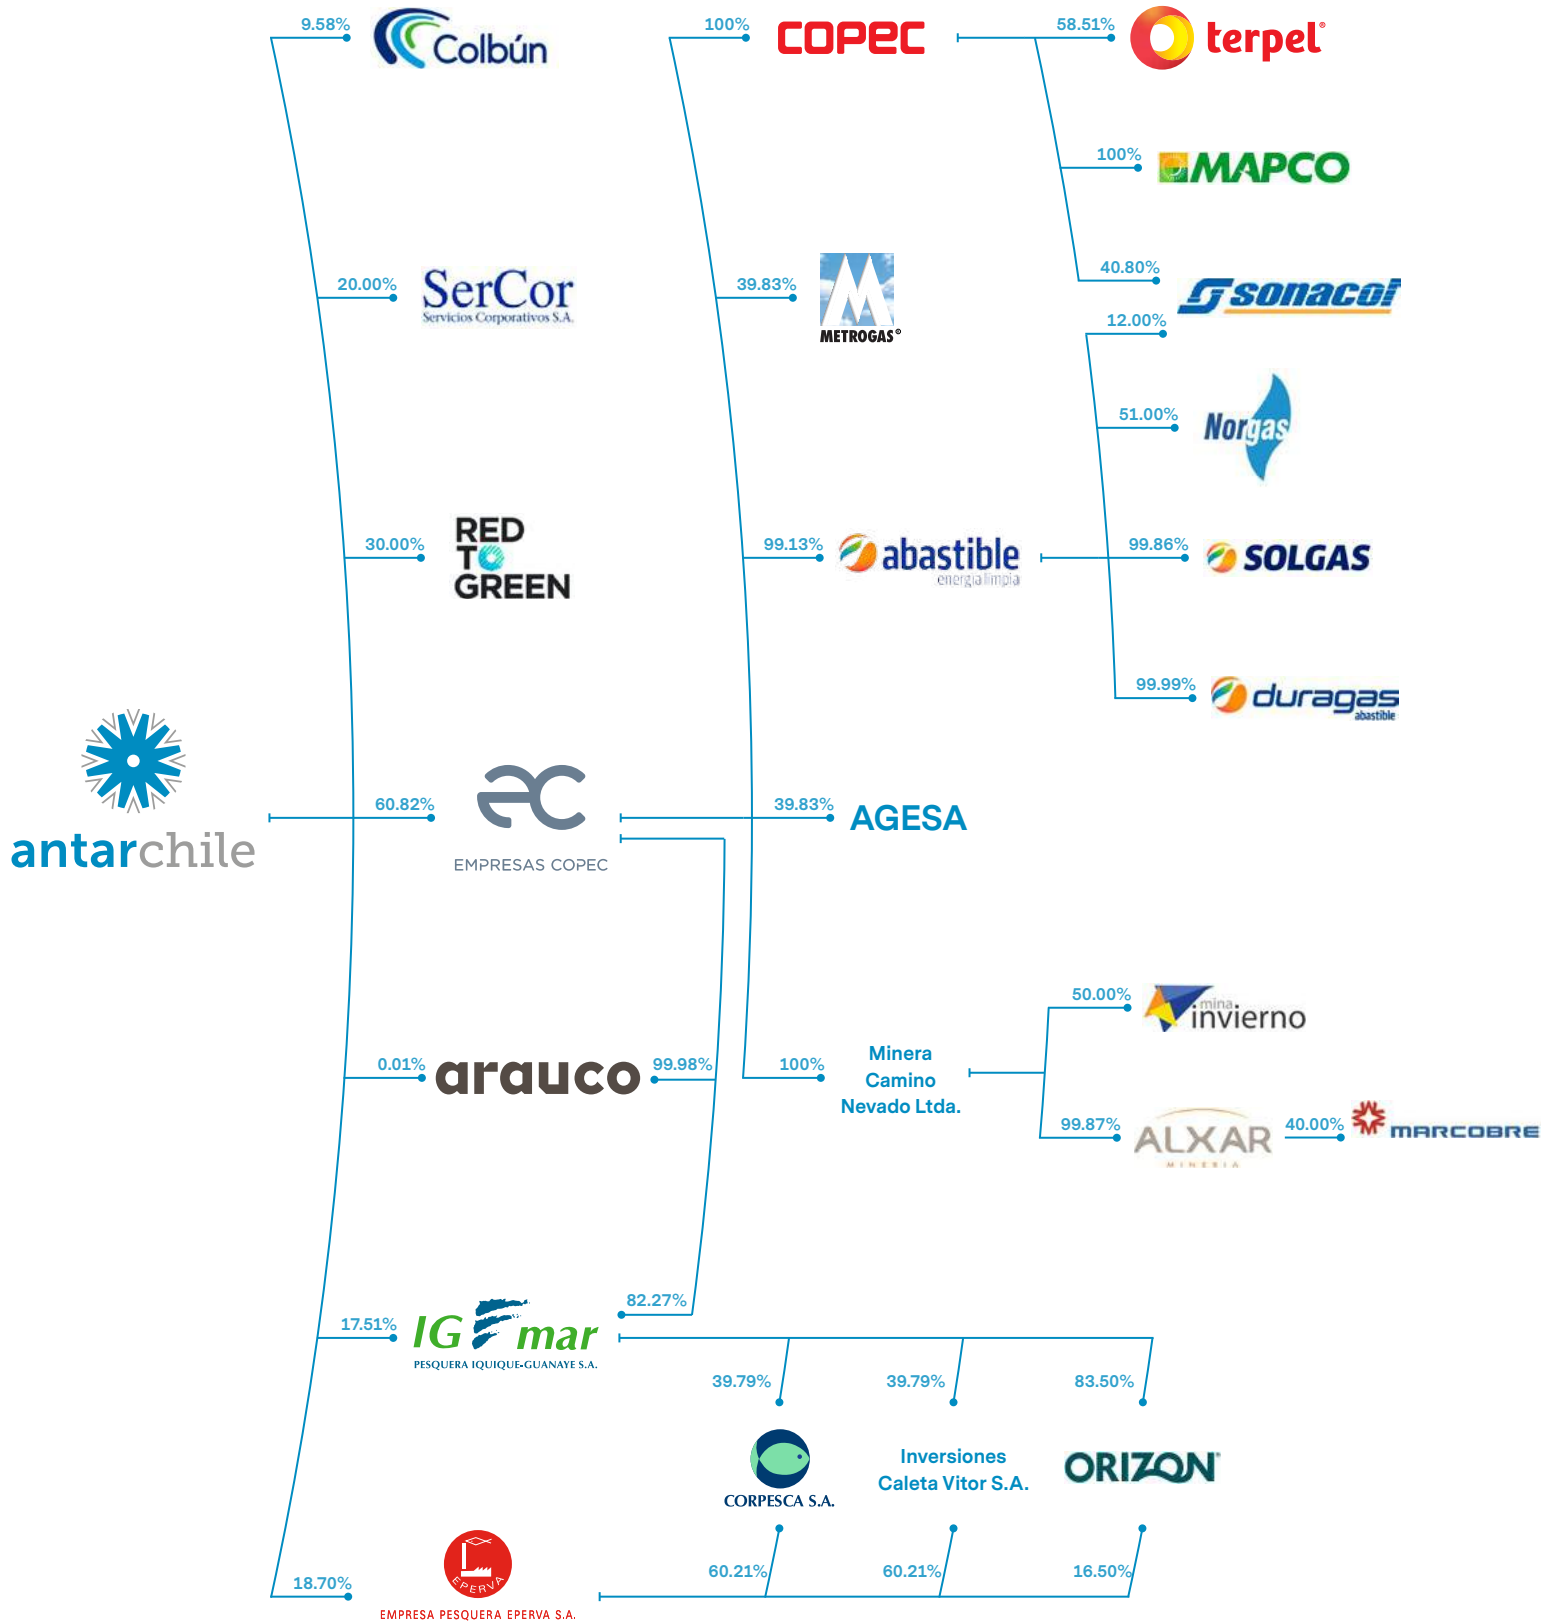 9.58%
Colbún
100%
COPEC
58.51%
terpel®
100%
MAPCO
20.00%
SerCor
Servicios Corporativos S.A.
39.83%
METROGAS®
40.80%
sonacol
12.00%
51.00%
Norgas
30.00%
RED
TO
GREEN
99.13%
abastible
energía limpia
99.86%
SOLGAS
99.99%
duragas
abastible
antarchile
60.82%
EMPRESAS COPEC
39.83%
AGESA
0.01%
arauco
99.98%
100%
Minera
Camino
Nevado Ltda.
50.00%
mina
invierno
99.87%
ALXAR
MINERIA
40.00%
MARCOBRE
17.51%
IGEmar
PESQUERA IQUIQUE-GUANAYE S.A.
82.27%
39.79%
39.79%
83.50%
CORPESCA S.A.
Inversiones
Caleta Vitor S.A.
ORIZON®
18.70%
EPERVA
EMPRESA PESQUERA EPERVA S.A.
60.21%
60.21%
16.50%